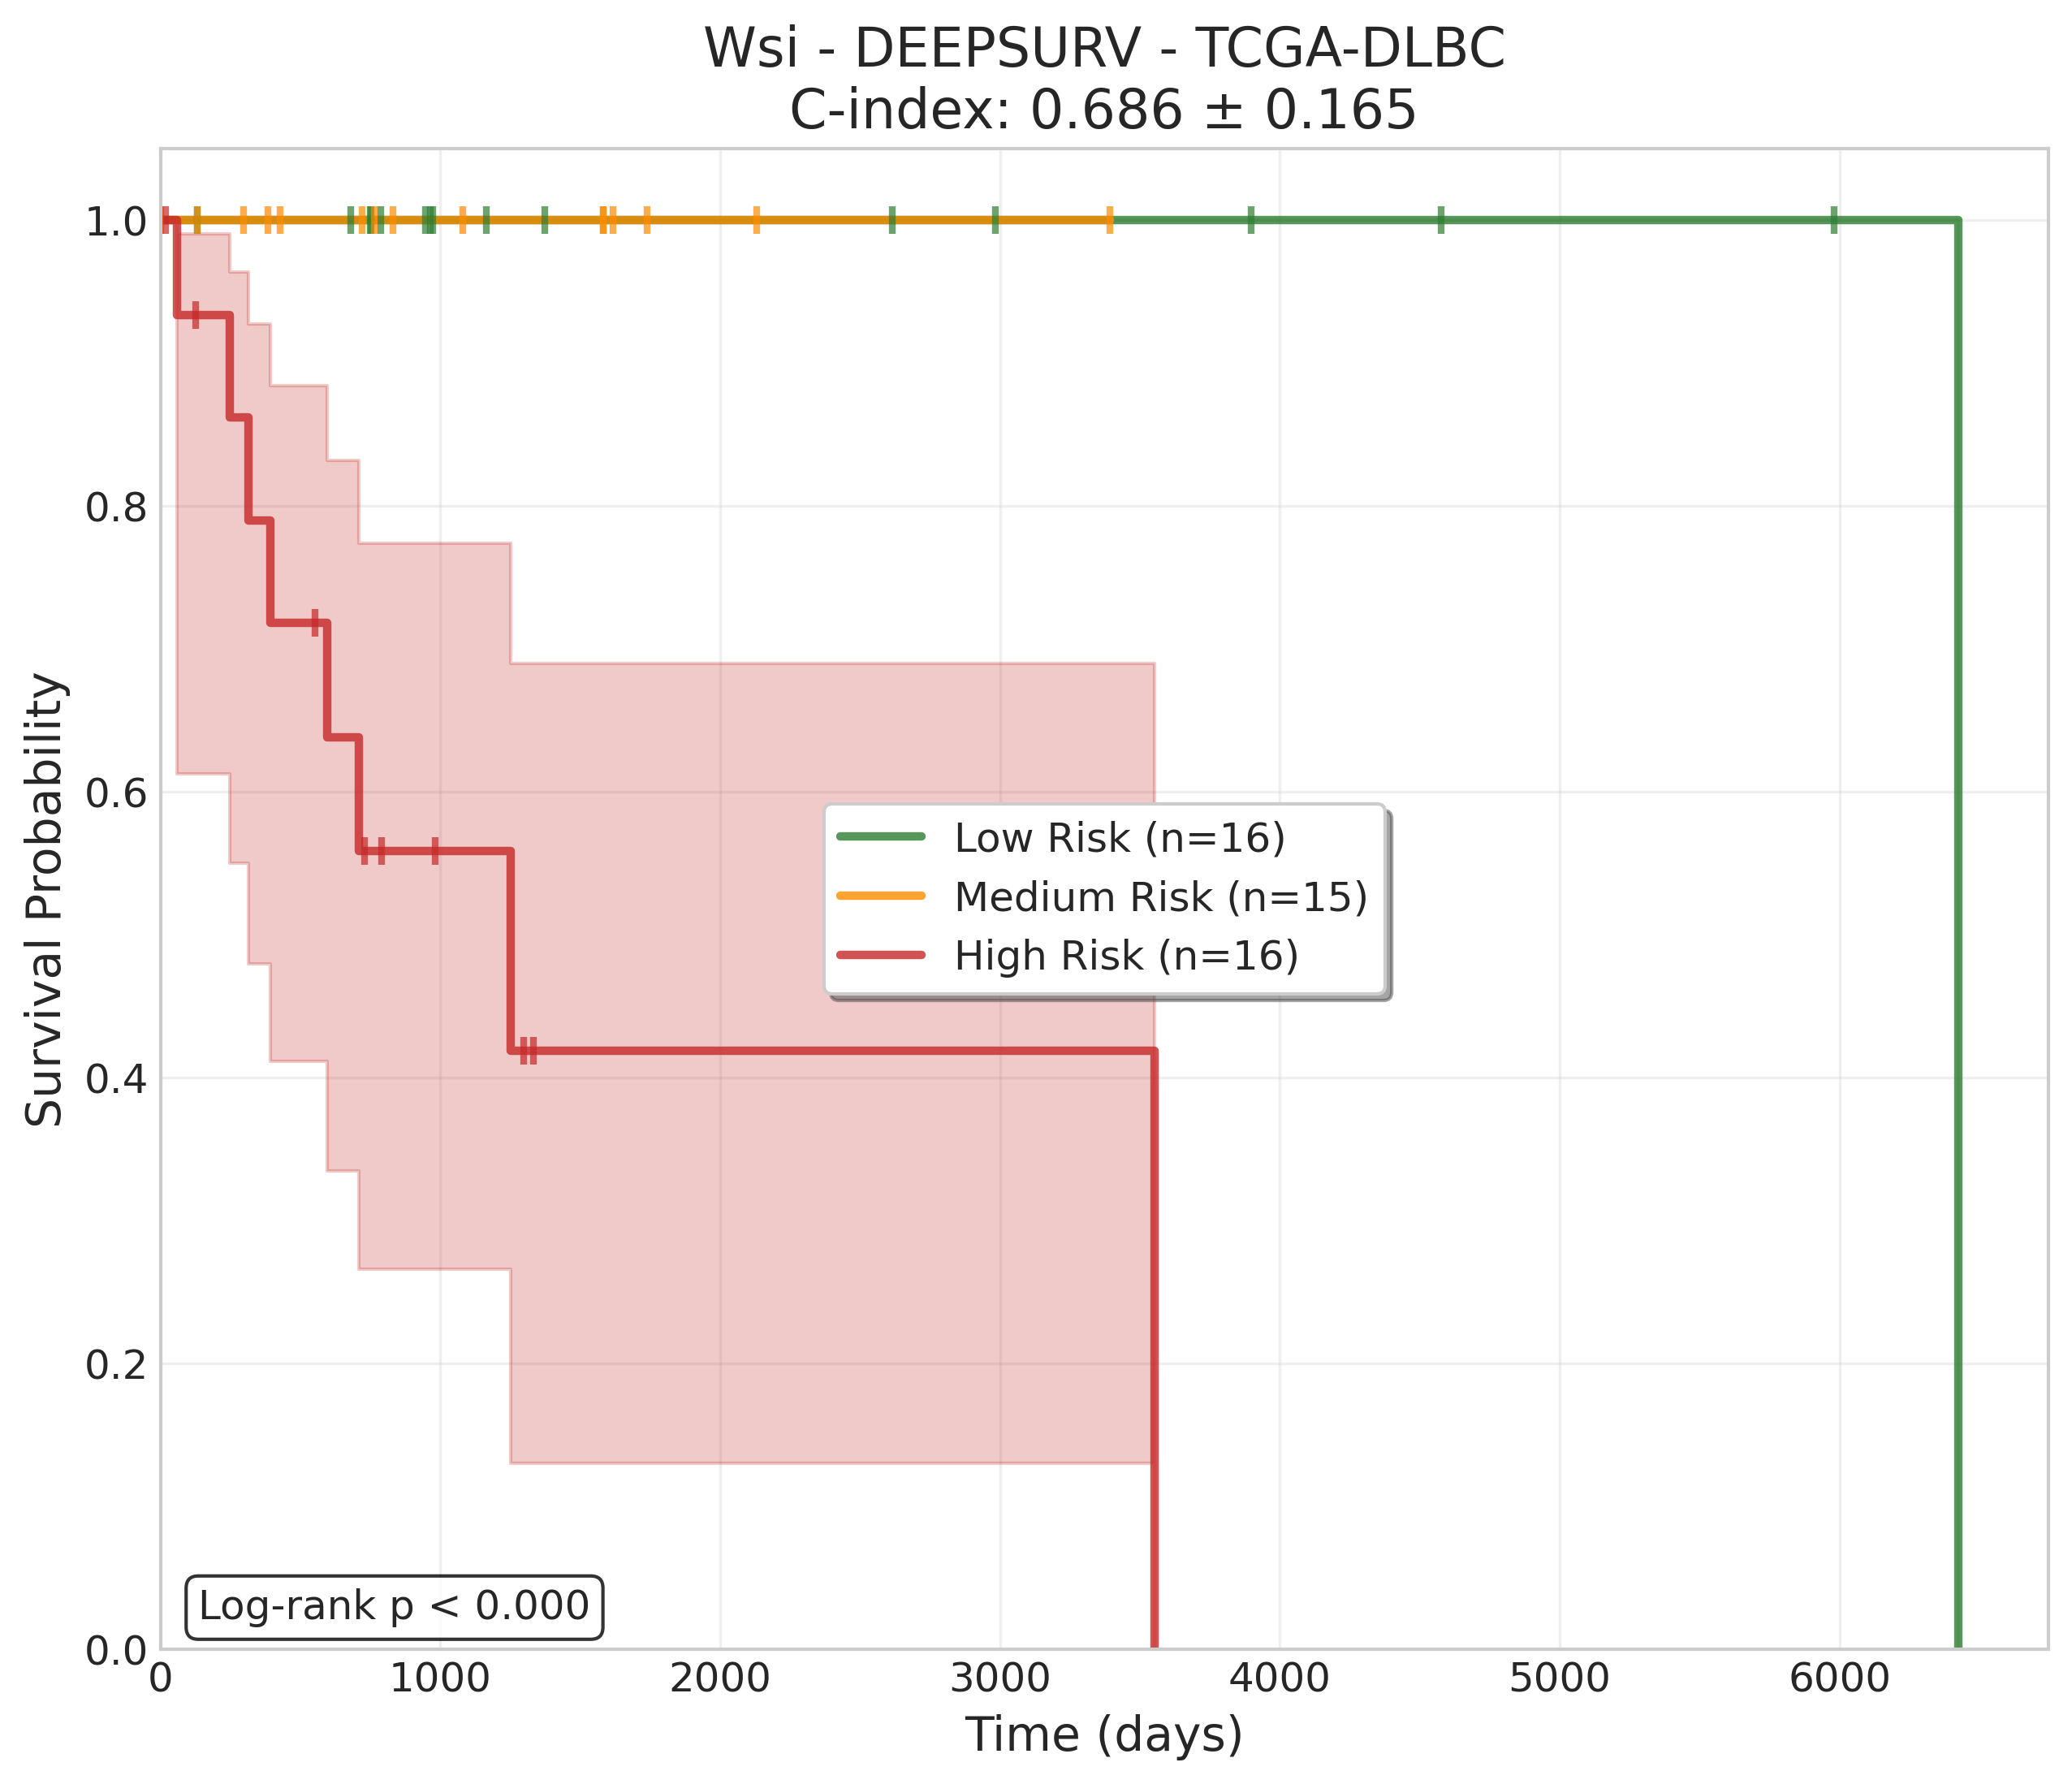 Wsi - DEEPSURV - TCGA-DLBC
C-index: 0.686 ± 0.165
Survival Probability
1.0
0.8
0.6
0.4
0.2
0.0
Low Risk (n=16)
Medium Risk (n=15)
High Risk (n=16)
Log-rank p < 0.000
0 1000 2000 3000 4000 5000 6000
Time (days)